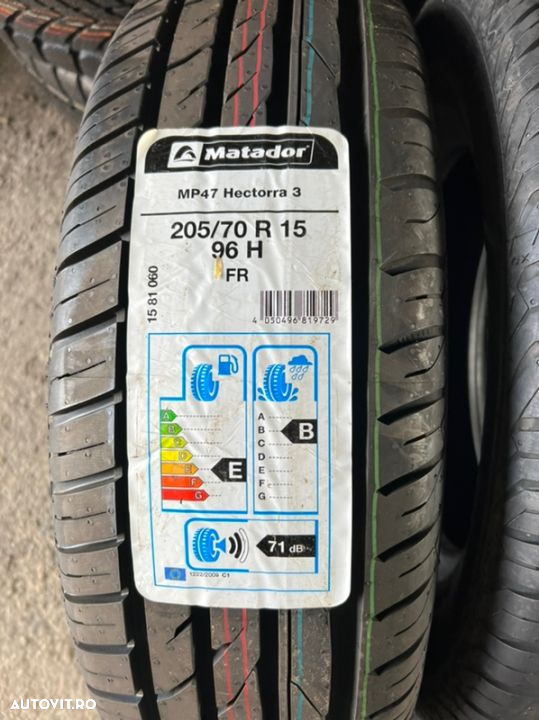 Matador
MP47 Hectorra 3
205/70 R 15
96 H
FR
15 81 060
4 050496 819729
A
B
C
D
E
F
G
E
A
B
C
D
E
F
G
B
71 dB
1222/2009 C1
AUTOVIT.RO